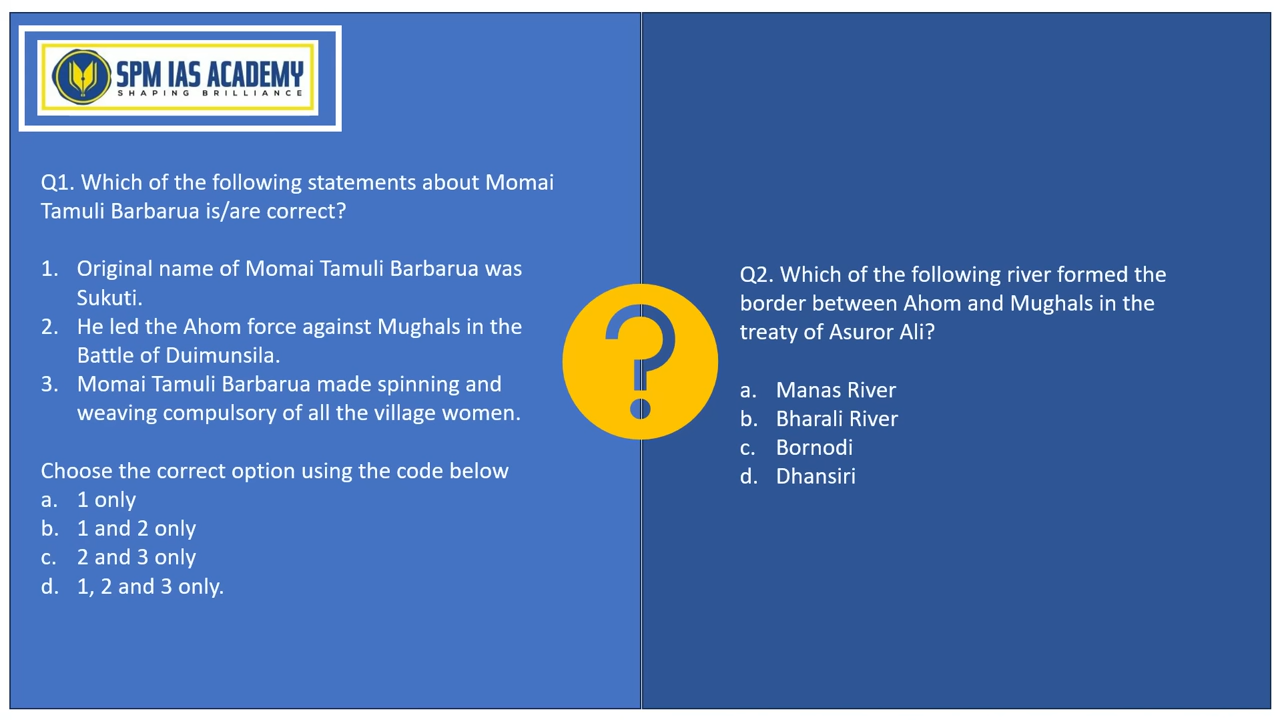 SPM IAS ACADEMY
SHAPING BRILLIANCE
Q1. Which of the following statements about Momai
Tamuli Barbarua is/are correct?
1. Original name of Momai Tamuli Barbarua was
Sukuti.
2. He led the Ahom force against Mughals in the
Battle of Duimunsila.
3. Momai Tamuli Barbarua made spinning and
weaving compulsory of all the village women.
Choose the correct option using the code below
a. 1 only
b. 1 and 2 only
c. 2 and 3 only
d. 1, 2 and 3 only.
?
Q2. Which of the following river formed the
border between Ahom and Mughals in the
treaty of Asuror Ali?
a. Manas River
b. Bharali River
c. Bornodi
d. Dhansiri